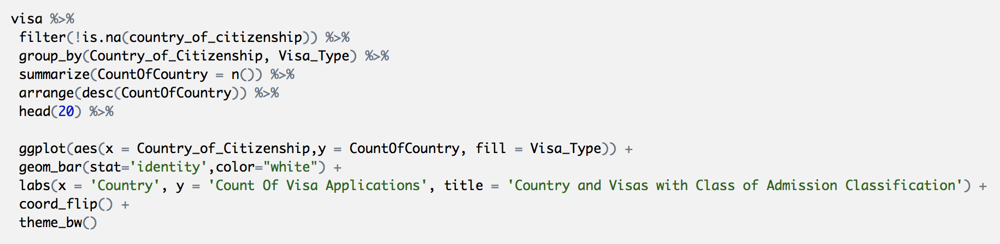 visa %>%
filter(!is.na(country_of_citizenship)) %>%
group_by(Country_of_Citizenship, Visa_Type) %>%
summarize(CountOfCountry = n()) %>%
arrange(desc(CountOfCountry)) %>%
head(20) %>%
ggplot(aes(x = Country_of_Citizenship,y = CountOfCountry, fill = Visa_Type)) +
geom_bar(stat='identity',color="white") +
labs(x = 'Country', y = 'Count Of Visa Applications', title = 'Country and Visas with Class of Admission Classification') +
coord_flip() +
theme_bw()